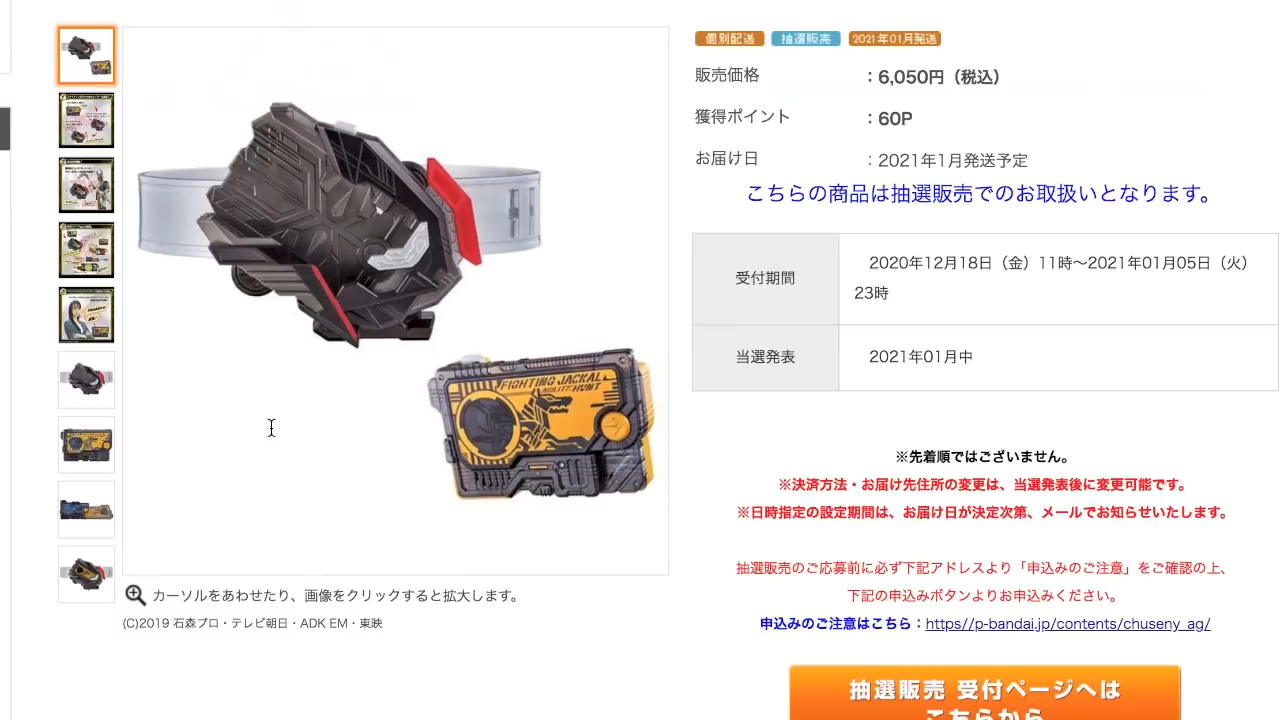 個別配送 抽選販売 2021年01月発送
販売価格 : 6,050円（税込）
獲得ポイント : 60P
お届け日 : 2021年1月発送予定
こちらの商品は抽選販売でのお取扱いとなります。
受付期間 2020年12月18日（金）11時〜2021年01月05日（火）
23時
当選発表 2021年01月中
FIGHTING JACKAL
ABILITY HUNT
※先着順ではございません。
※決済方法・お届け先住所の変更は、当選発表後に変更可能です。
※日時指定の設定期間は、お届け日が決定次第、メールでお知らせいたします。
抽選販売のご応募前に必ず下記アドレスより「申込みのご注意」をご確認の上、
下記の申込みボタンよりお申込みください。
申込みのご注意はこちら：https//p-bandai.jp/contents/chuseny_ag/
カーソルをあわせたり、画像をクリックすると拡大します。
(C)2019 石森プロ・テレビ朝日・ADK EM・東映
抽選販売 受付ページへは
こちらから